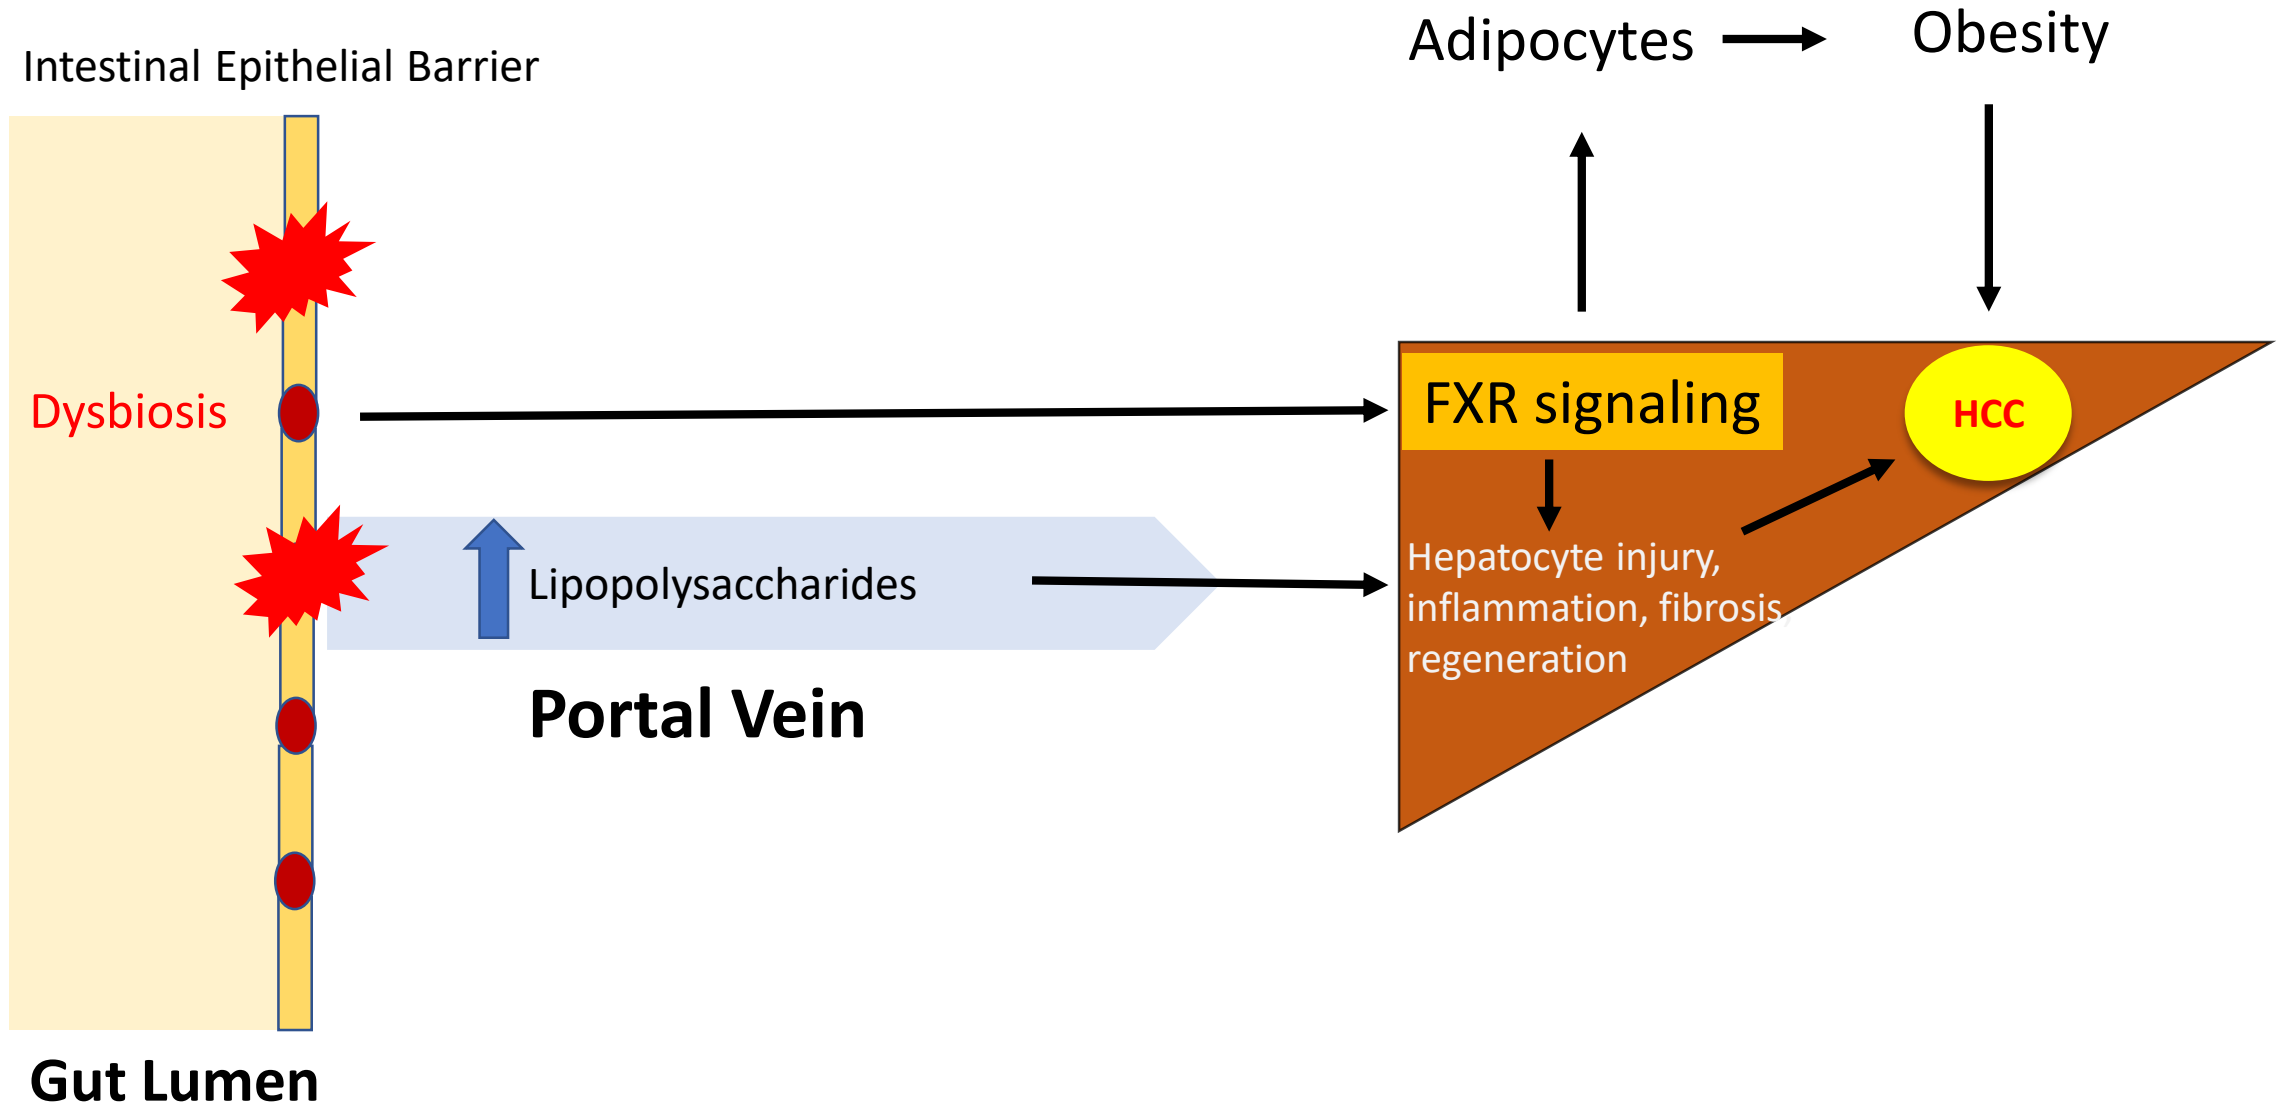 Intestinal Epithelial Barrier
Adipocytes
Obesity
Dysbiosis
FXR signaling
HCC
Lipopolysaccharides
Hepatocyte injury,
inflammation, fibrosis,
regeneration
Portal Vein
Gut Lumen